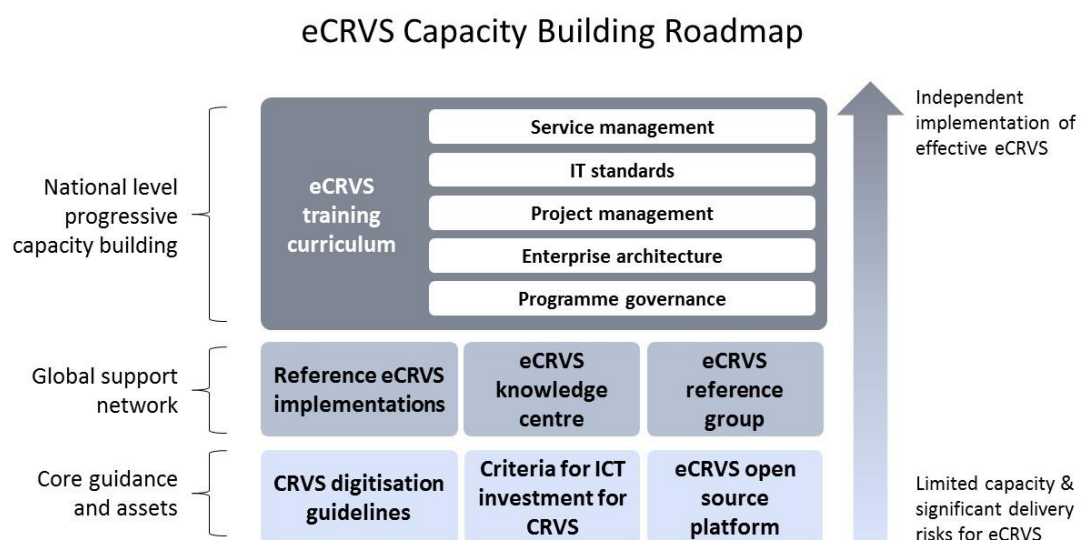 eCRVS Capacity Building Roadmap
National level
progressive
capacity building
eCRVS
training
curriculum
Service management
IT standards
Project management
Enterprise architecture
Programme governance
Independent
implementation of
effective eCRVS
Global support
network
Reference eCRVS
implementations
eCRVS
knowledge
centre
eCRVS
reference
group
Core guidance
and assets
CRVS digitisation
guidelines
Criteria for ICT
investment for
CRVS
eCRVS open
source
platform
Limited capacity &
significant delivery
risks for eCRVS